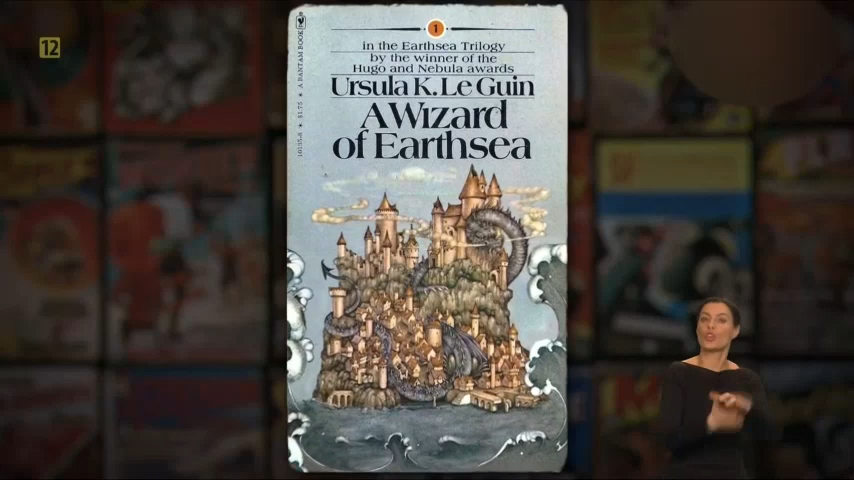 12
1
in the Earthsea Trilogy
by the winner of the
Hugo and Nebula awards
Ursula K. Le Guin
A Wizard
of Earthsea
A BANTAM BOOK ★ $1.75 ★